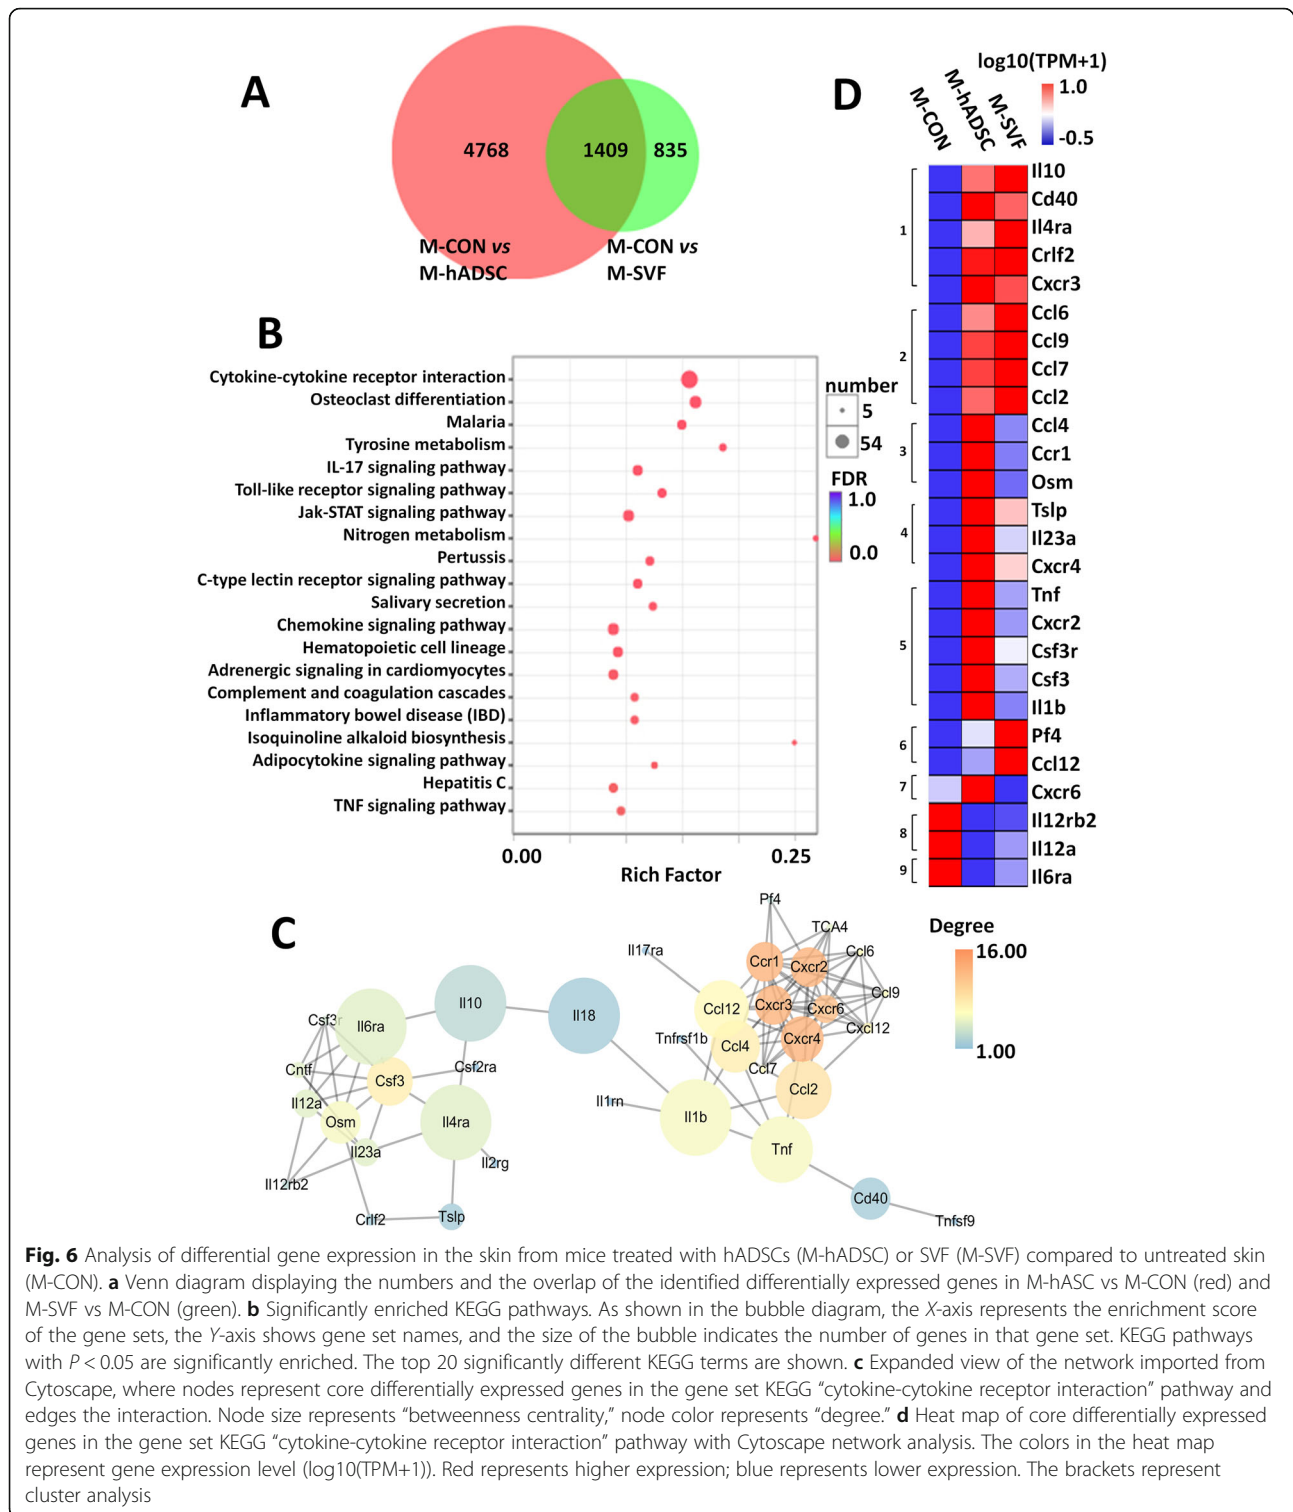 A
4768
1409
835
M-CON vs
M-hADSC
M-CON vs
M-SVF
B
Cytokine-cytokine receptor interaction
Osteoclast differentiation
Malaria
Tyrosine metabolism
IL-17 signaling pathway
Toll-like receptor signaling pathway
Jak-STAT signaling pathway
Nitrogen metabolism
Pertussis
C-type lectin receptor signaling pathway
Salivary secretion
Chemokine signaling pathway
Hematopoietic cell lineage
Adrenergic signaling in cardiomyocytes
Complement and coagulation cascades
Inflammatory bowel disease (IBD)
Isoquinoline alkaloid biosynthesis
Adipocytokine signaling pathway
Hepatitis C
TNF signaling pathway
0.00
0.25
Rich Factor
number
5
54
FDR
1.0
0.0
D
log10(TPM+1)
1.0
-0.5
M-CON
M-hADSC
M-SVF
1
2
3
4
5
6
7
8
9
Il10
Cd40
Il4ra
Crlf2
Cxcr3
Ccl6
Ccl9
Ccl7
Ccl2
Ccl4
Ccr1
Osm
Tslp
Il23a
Cxcr4
Tnf
Cxcr2
Csf3r
Csf3
Il1b
Pf4
Ccl12
Cxcr6
Il12rb2
Il12a
Il6ra
C
Csf3r
Il6ra
Il10
Il18
Cntf
Csf3
Csf2ra
Il12a
Osm
Il4ra
Il23a
Il2rg
Il12rb2
Crlf2
Tslp
Pf4
TCA4
Il17ra
Ccr1
Cxcr2
Ccl6
Ccl9
Ccl12
Cxcr3
Cxcr6
Cxcl12
Tnfrsf1b
Ccl4
Cxcr4
Ccl7
Ccl2
Il1rn
Il1b
Tnf
Cd40
Tnfsf9
Degree
16.00
1.00
Fig. 6 Analysis of differential gene expression in the skin from mice treated with hADSCs (M-hADSC) or SVF (M-SVF) compared to untreated skin
(M-CON). a Venn diagram displaying the numbers and the overlap of the identified differentially expressed genes in M-hASC vs M-CON (red) and
M-SVF vs M-CON (green). b Significantly enriched KEGG pathways. As shown in the bubble diagram, the X-axis represents the enrichment score
of the gene sets, the Y-axis shows gene set names, and the size of the bubble indicates the number of genes in that gene set. KEGG pathways
with P < 0.05 are significantly enriched. The top 20 significantly different KEGG terms are shown. c Expanded view of the network imported from
Cytoscape, where nodes represent core differentially expressed genes in the gene set KEGG “cytokine-cytokine receptor interaction” pathway and
edges the interaction. Node size represents “betweenness centrality,” node color represents “degree.” d Heat map of core differentially expressed
genes in the gene set KEGG “cytokine-cytokine receptor interaction” pathway with Cytoscape network analysis. The colors in the heat map
represent gene expression level (log10(TPM+1)). Red represents higher expression; blue represents lower expression. The brackets represent
cluster analysis